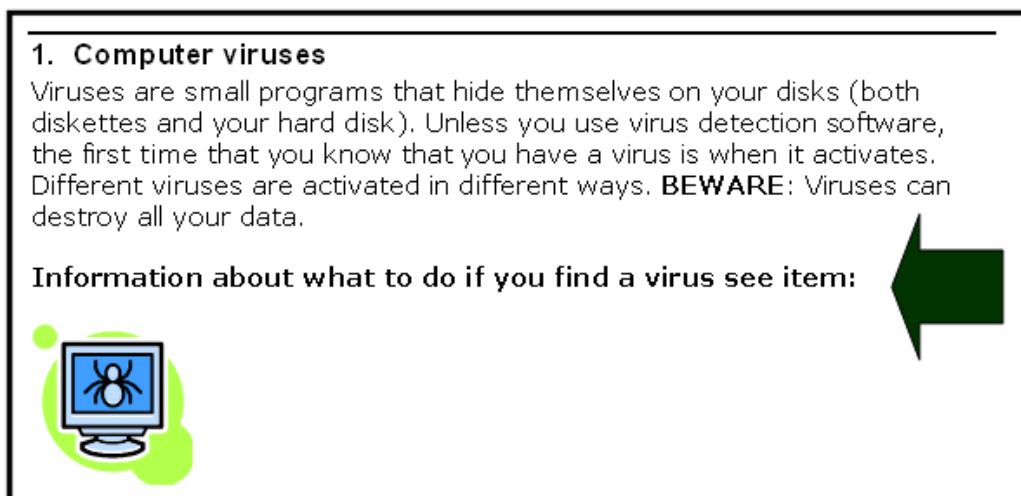 1. Computer viruses
Viruses are small programs that hide themselves on your disks (both
diskettes and your hard disk). Unless you use virus detection software,
the first time that you know that you have a virus is when it activates.
Different viruses are activated in different ways. BEWARE: Viruses can
destroy all your data.
Information about what to do if you find a virus see item: